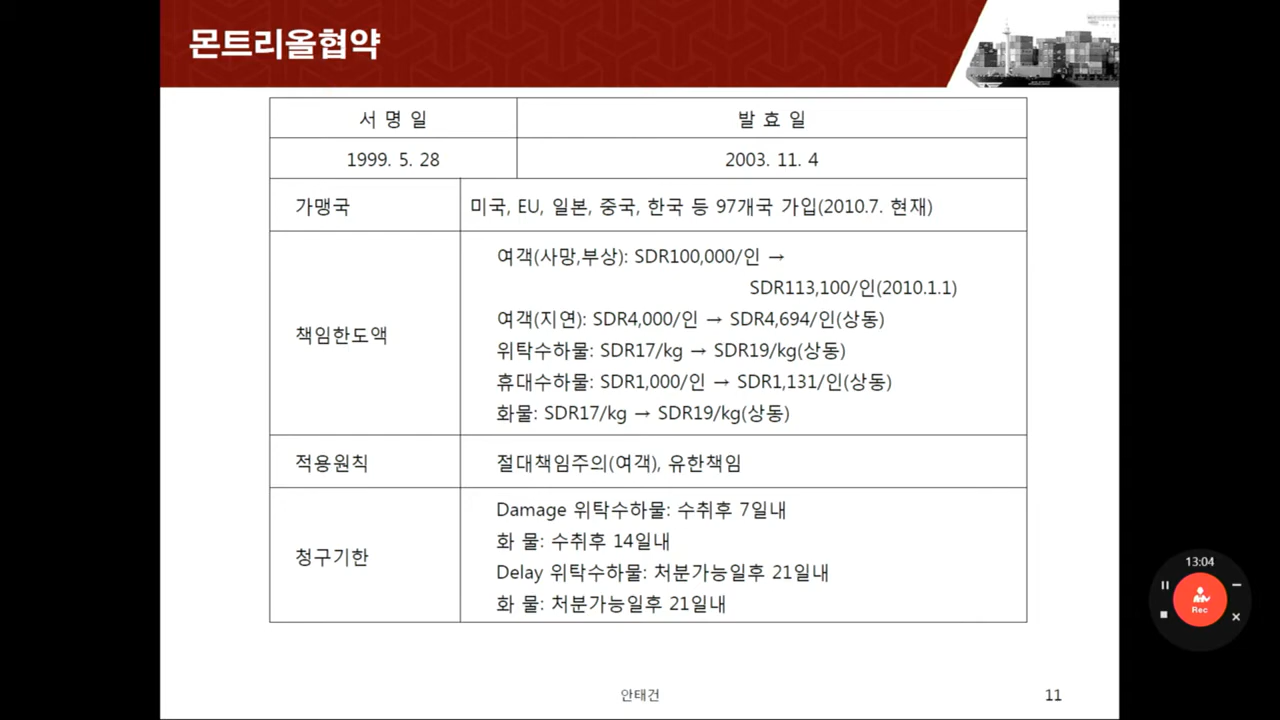 몬트리올협약
서 명 일 발 효 일
1999. 5. 28 2003. 11. 4
가맹국 미국, EU, 일본, 중국, 한국 등 97개국 가입(2010.7. 현재)
책임한도액
여객(사망,부상): SDR100,000/인 →
SDR113,100/인(2010.1.1)
여객(지연): SDR4,000/인 → SDR4,694/인(상동)
위탁수하물: SDR17/kg → SDR19/kg(상동)
휴대수하물: SDR1,000/인 → SDR1,131/인(상동)
화물: SDR17/kg → SDR19/kg(상동)
적용원칙 절대책임주의(여객), 유한책임
청구기한
Damage 위탁수하물: 수취후 7일내
화 물: 수취후 14일내
Delay 위탁수하물: 처분가능일후 21일내
화 물: 처분가능일후 21일내
안태건
11
13:04
Rec